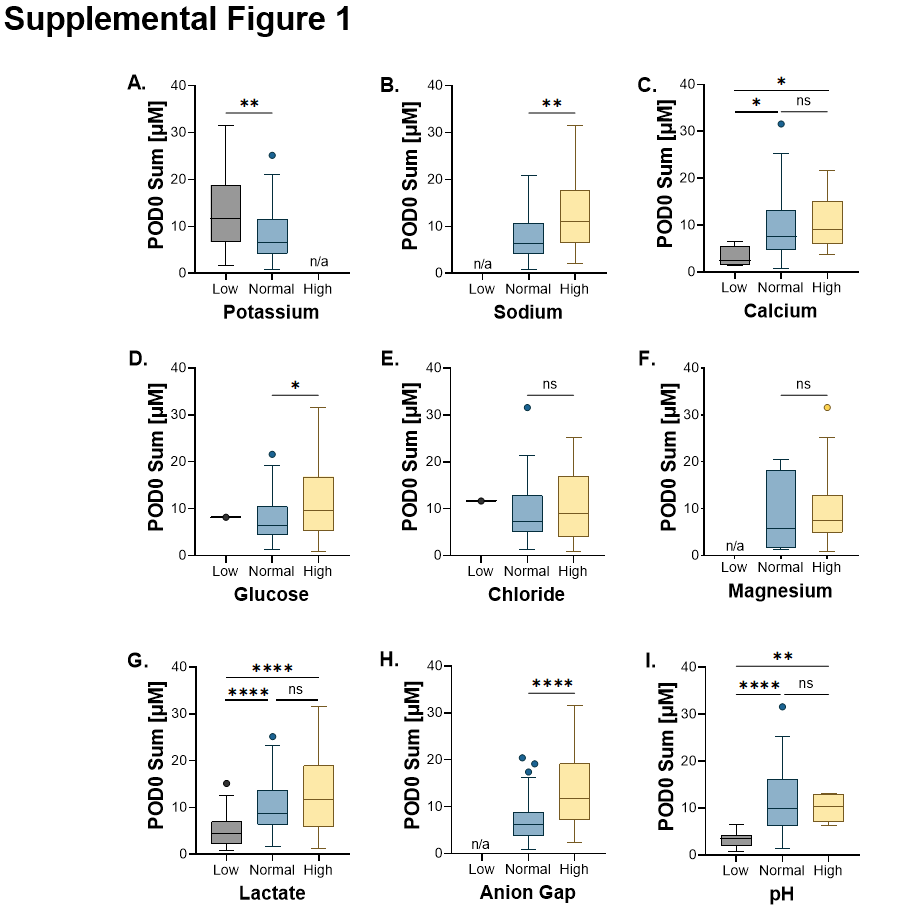 Supplemental Figure 1
A. B. C.
POD0 Sum [µM] 40 30 20 10 0 ** n/a Low Normal High Potassium
POD0 Sum [µM] 40 30 20 10 0 ** n/a Low Normal High Sodium
POD0 Sum [µM] 40 30 20 10 0 * * ns Low Normal High Calcium
D. E. F.
POD0 Sum [µM] 40 30 20 10 0 * Low Normal High Glucose
POD0 Sum [µM] 40 30 20 10 0 ns Low Normal High Chloride
POD0 Sum [µM] 40 30 20 10 0 ns n/a Low Normal High Magnesium
G. H. I.
POD0 Sum [µM] 40 30 20 10 0 **** **** ns Low Normal High Lactate
POD0 Sum [µM] 40 30 20 10 0 **** n/a Low Normal High Anion Gap
POD0 Sum [µM] 40 30 20 10 0 ** **** ns Low Normal High pH